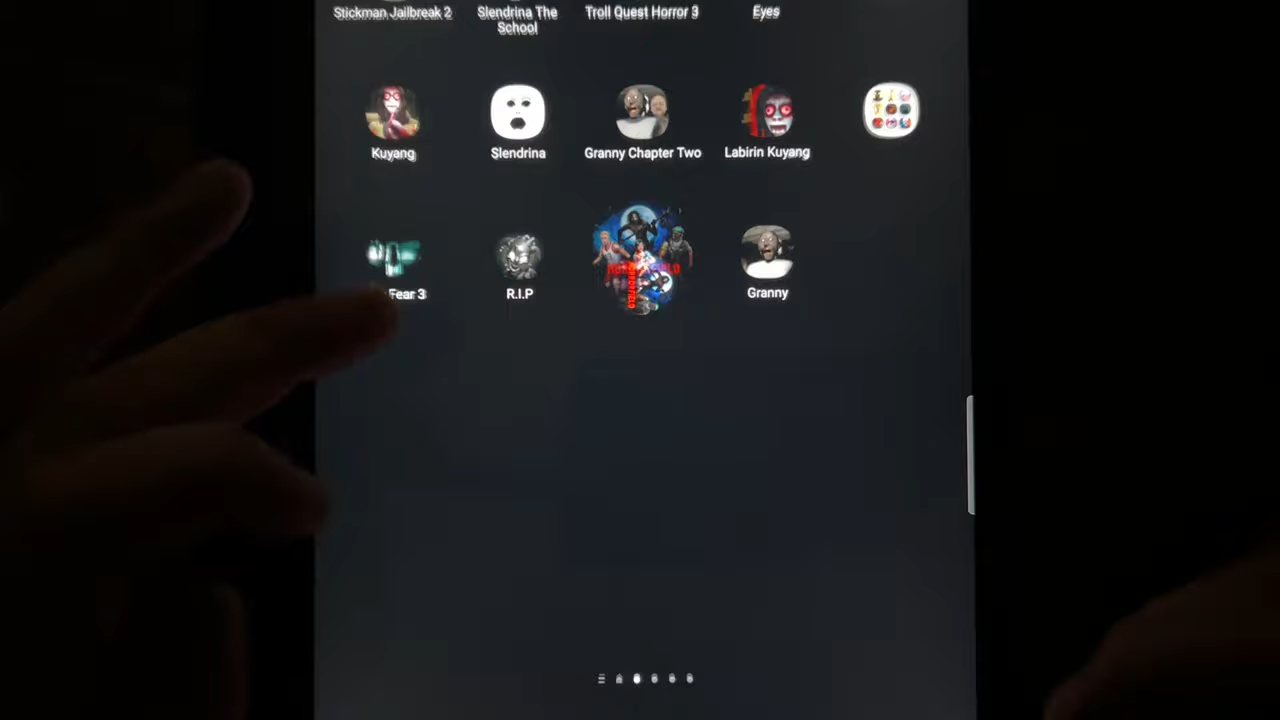 Stickman Jailbreak 2
Slendrina The
School
Troll Quest Horror 3
Eyes
Kuyang
Slendrina
Granny Chapter Two
Labirin Kuyang
Fear 3
R.I.P
Granny